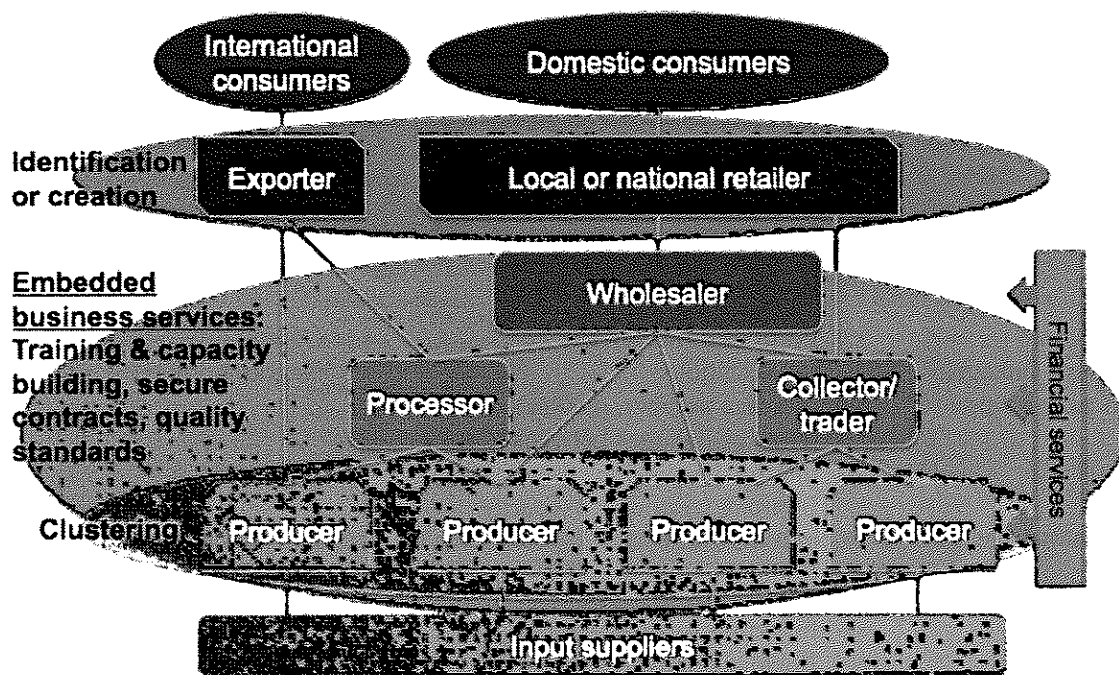 International
consumers
Domestic consumers
Identification
or creation
Exporter
Local or national retailer
Embedded
business services:
Training & capacity
building, secure
contracts, quality
standards
Wholesaler
Processor
Collector/
trader
Financial services
Clustering
Producer
Producer
Producer
Producer
Input suppliers